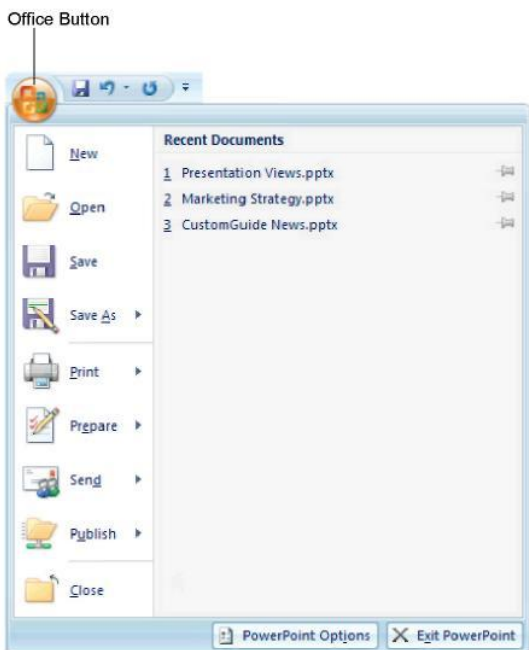 Office Button
New
Open
Save
Save As
Print
Prepare
Send
Publish
Close
Recent Documents
1 Presentation Views.pptx
2 Marketing Strategy.pptx
3 CustomGuide News.pptx
PowerPoint Options
Exit PowerPoint